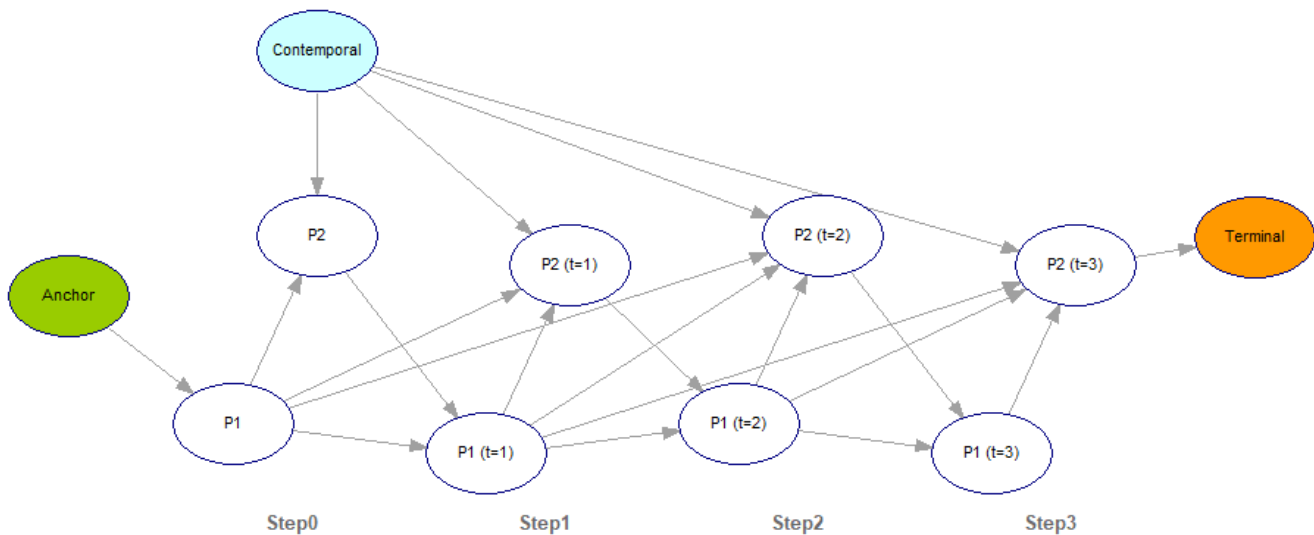 Contemporal
P2
P2 (t=2)
Terminal
P2 (t=1)
P2 (t=3)
Anchor
P1
P1 (t=2)
P1 (t=1)
P1 (t=3)
Step0
Step1
Step2
Step3